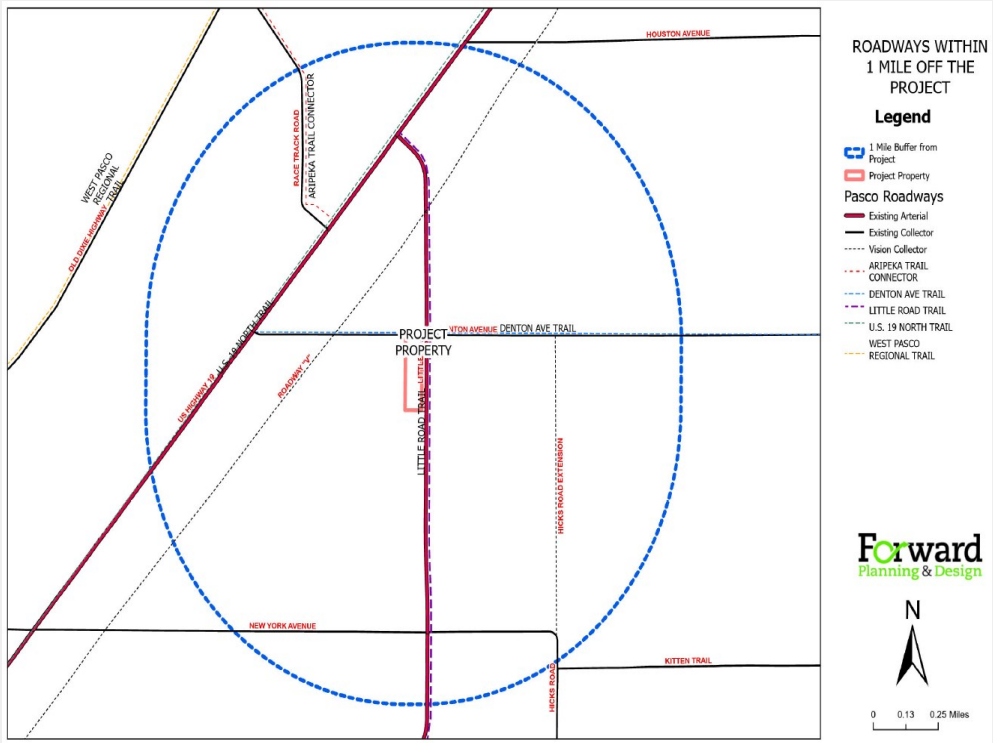 HOUSTON AVENUE
RACE TRACK ROAD
ARIPEKA TRAIL CONNECTOR
WEST PASCO
REGIONAL
TRAIL
OLD DIXIE HIGHWAY
U.S. 19 NORTH TRAIL
US HIGHWAY 19
ROADWAY "V"
PROJECT
PROPERTY
NTON AVENUE
DENTON AVE TRAIL
LITTLE
LITTLE ROAD TRAIL
HICKS ROAD EXTENSION
NEW YORK AVENUE
HICKS ROAD
KITTEN TRAIL
ROADWAYS WITHIN
1 MILE OFF THE
PROJECT
Legend
1 Mile Buffer from
Project
Project Property
Pasco Roadways
Existing Arterial
Existing Collector
Vision Collector
ARIPEKA TRAIL
CONNECTOR
DENTON AVE TRAIL
LITTLE ROAD TRAIL
U.S. 19 NORTH TRAIL
WEST PASCO
REGIONAL TRAIL
Forward
Planning & Design
N
0 0.13 0.25 Miles